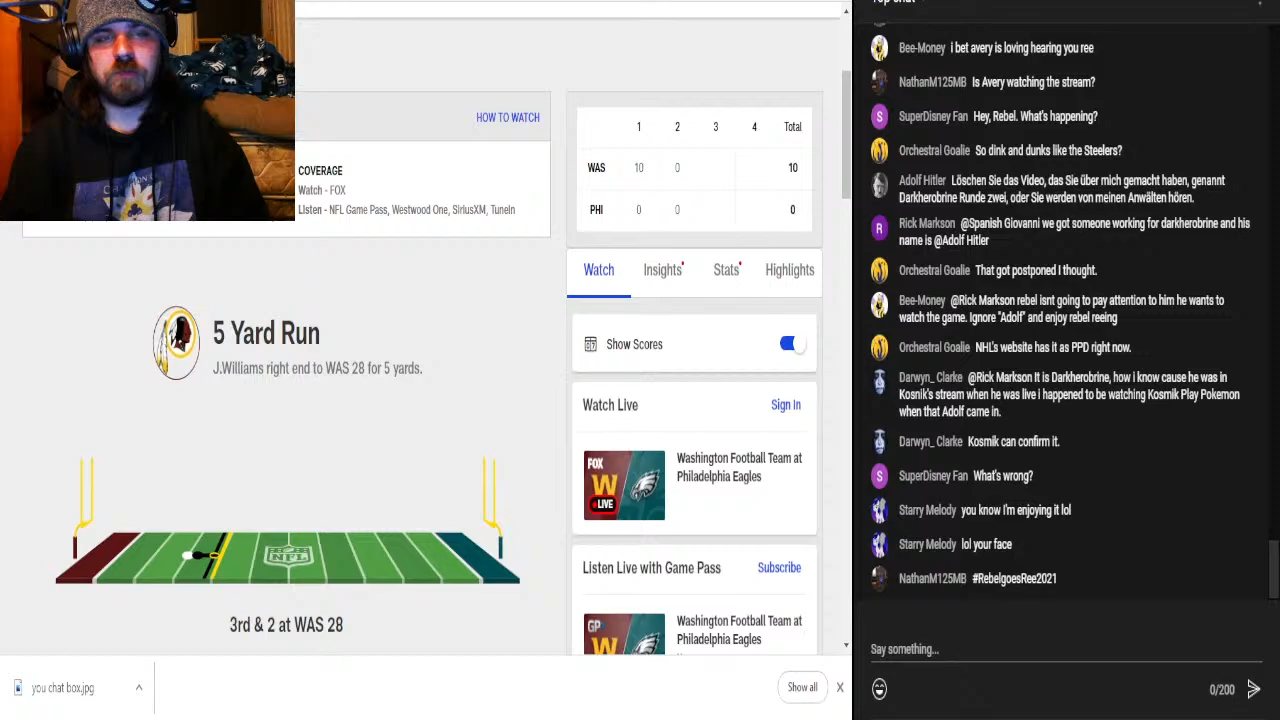 HOW TO WATCH
COVERAGE
Watch - FOX
Listen - NFL Game Pass, Westwood One, SiriusXM, TuneIn
5 Yard Run
J.Williams right end to WAS 28 for 5 yards.
NFL
3rd & 2 at WAS 28
1 2 3 4 Total
WAS 10 0 10
PHI 0 0 0
Watch Insights Stats Highlights
Show Scores
Watch Live Sign In
FOX
W
LIVE
Washington Football Team at
Philadelphia Eagles
Listen Live with Game Pass Subscribe
GP
Washington Football Team at
Philadelphia Eagles
you chat box.jpg
Show all
X
Bee-Money i bet avery is loving hearing you ree
NathanM125MB Is Avery watching the stream?
S SuperDisney Fan Hey, Rebel. What's happening?
Orchestral Goalie So dink and dunks like the Steelers?
Adolf Hitler Löschen Sie das Video, das Sie über mich gemacht haben, genannt
Darkherobrine Runde zwei, oder Sie werden von meinen Anwälten hören.
R Rick Markson @Spanish Giovanni we got someone working for darkherobrine and his
name is @Adolf Hitler
Orchestral Goalie That got postponed I thought.
Bee-Money @Rick Markson rebel isnt going to pay attention to him he wants to
watch the game. Ignore "Adolf" and enjoy rebel reeing
Orchestral Goalie NHL's website has it as PPD right now.
Darwyn_ Clarke @Rick Markson It is Darkherobrine, how i know cause he was in
Kosnik's stream when he was live i happened to be watching Kosmik Play Pokemon
when that Adolf came in.
Darwyn_ Clarke Kosmik can confirm it.
S SuperDisney Fan What's wrong?
Starry Melody you know I'm enjoying it lol
Starry Melody lol your face
NathanM125MB #RebelgoesRee2021
Say something...
0/200